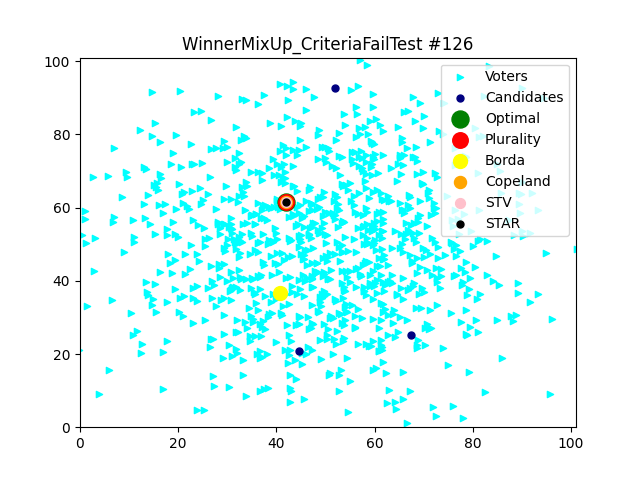 WinnerMixUp_CriteriaFailTest #126
100
80
60
40
20
0
0
20
40
60
80
100
Voters
Candidates
Optimal
Plurality
Borda
Copeland
STV
STAR